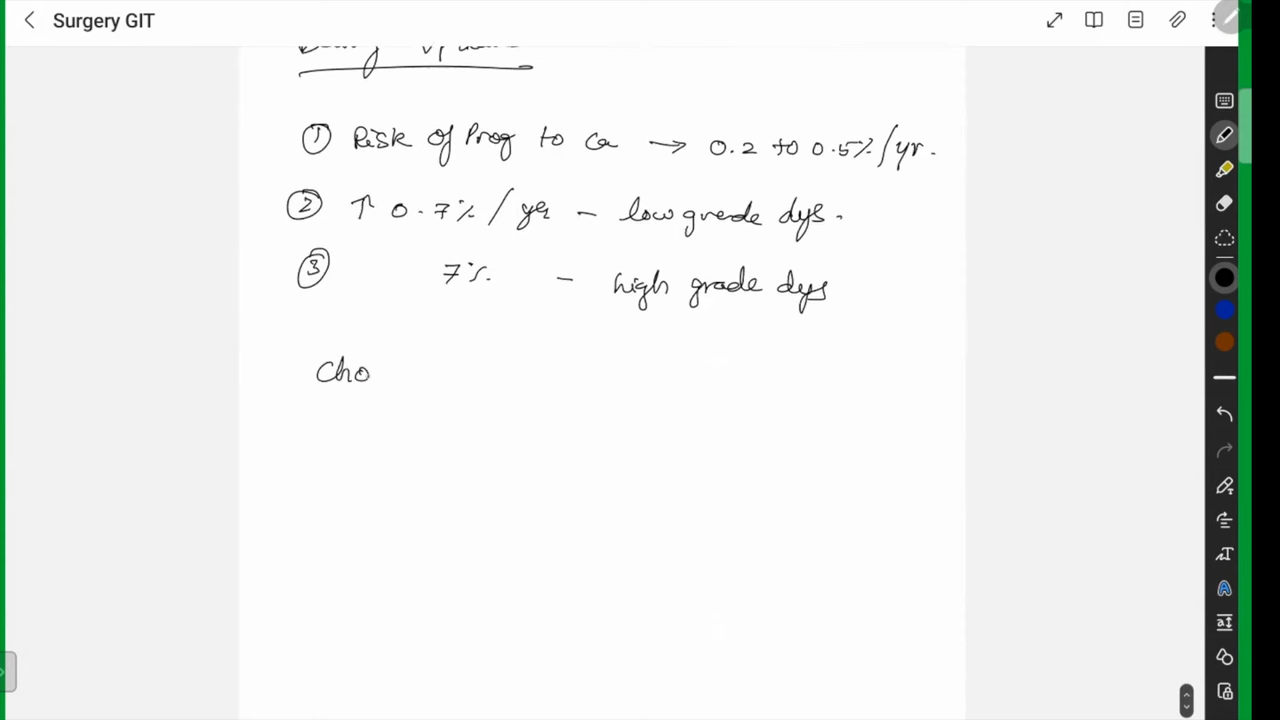 Surgery GIT
① Risk of Prog to Ca → 0.2 to 0.5%/yr.
② ↑ 0.7% / yer - low grade dys.
③ 7%. - high grade dys
Cho